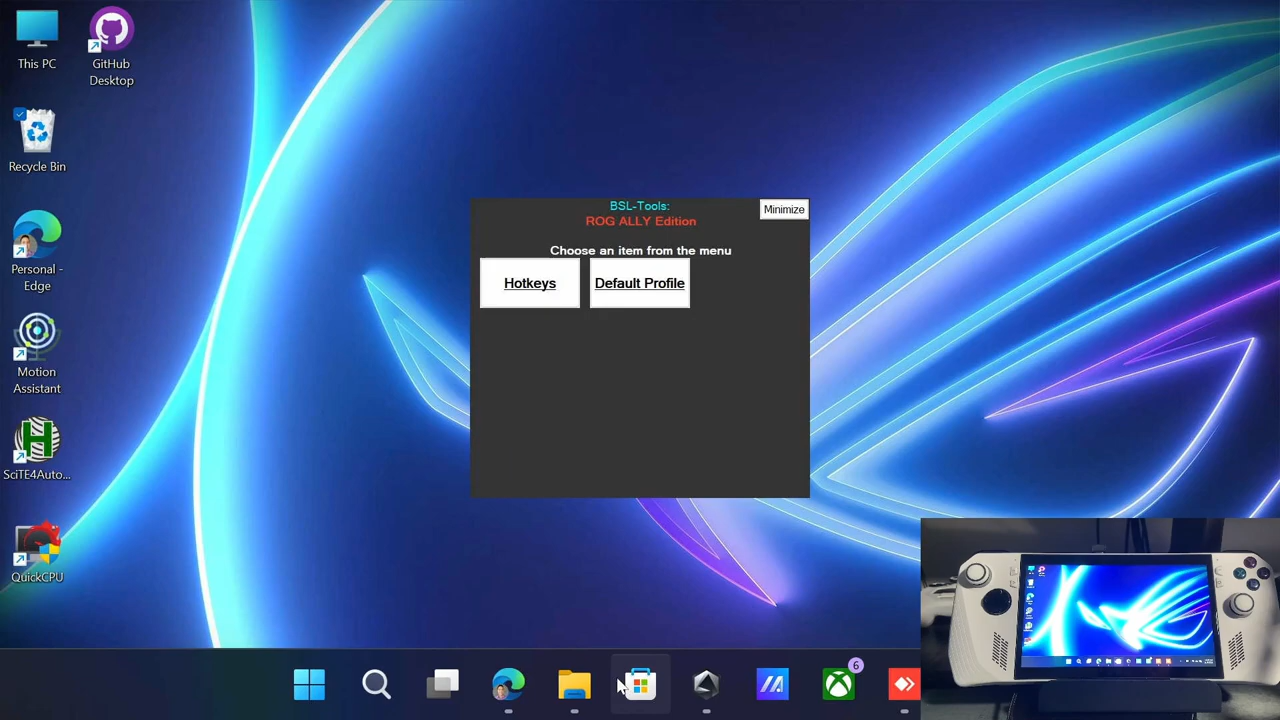 This PC
GitHub
Desktop
Recycle Bin
Personal -
Edge
Motion
Assistant
SciTE4Auto...
QuickCPU
BSL-Tools:
ROG ALLY Edition
Minimize
Choose an item from the menu
Hotkeys
Default Profile
6